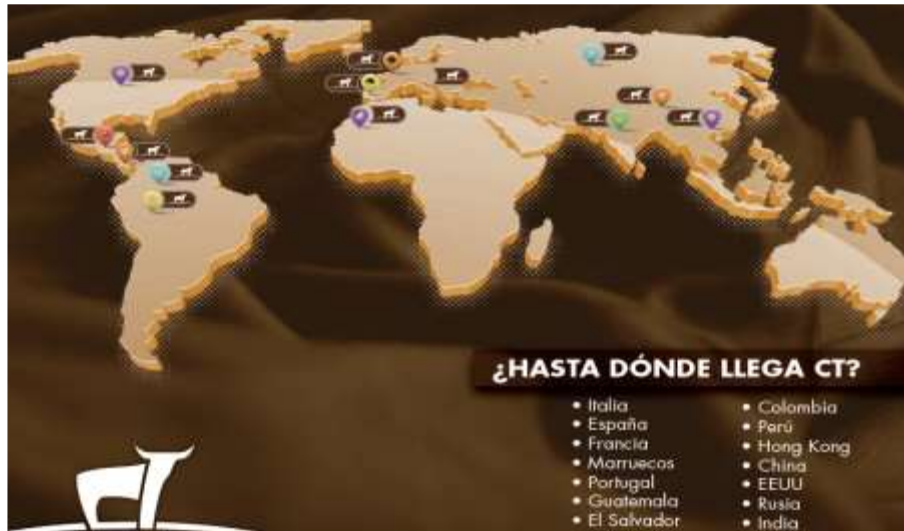 ¿HASTA DÓNDE LLEGA CT?
• Italia
• España
• Francia
• Marruecos
• Portugal
• Guatemala
• El Salvador
• Colombia
• Perú
• Hong Kong
• China
• EEUU
• Rusia
• India